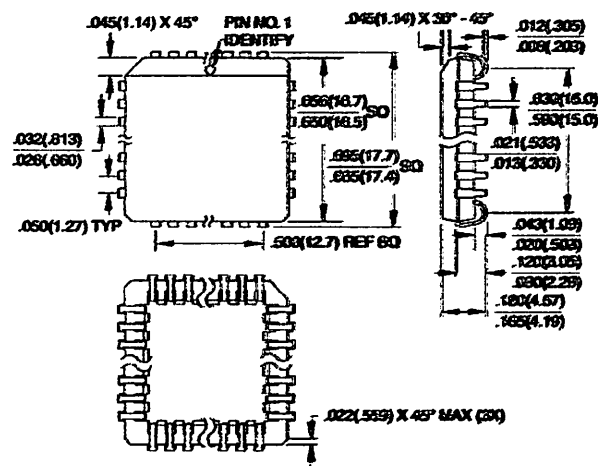 .045(1.14) X 45°
PIN NO. 1
IDENTIFY
.045(1.14) X 30° - 45°
.012(.305)
.008(.203)
.656(16.7)
.650(16.5)
SQ
.032(.813)
.026(.660)
.695(17.7)
.685(17.4)
SQ
.630(16.0)
.590(15.0)
.021(.533)
.013(.330)
.050(1.27) TYP
.500(12.7) REF SQ
.043(1.09)
.020(.508)
.120(3.05)
.090(2.29)
.180(4.57)
.165(4.19)
.022(.559) X 45° MAX (3X)